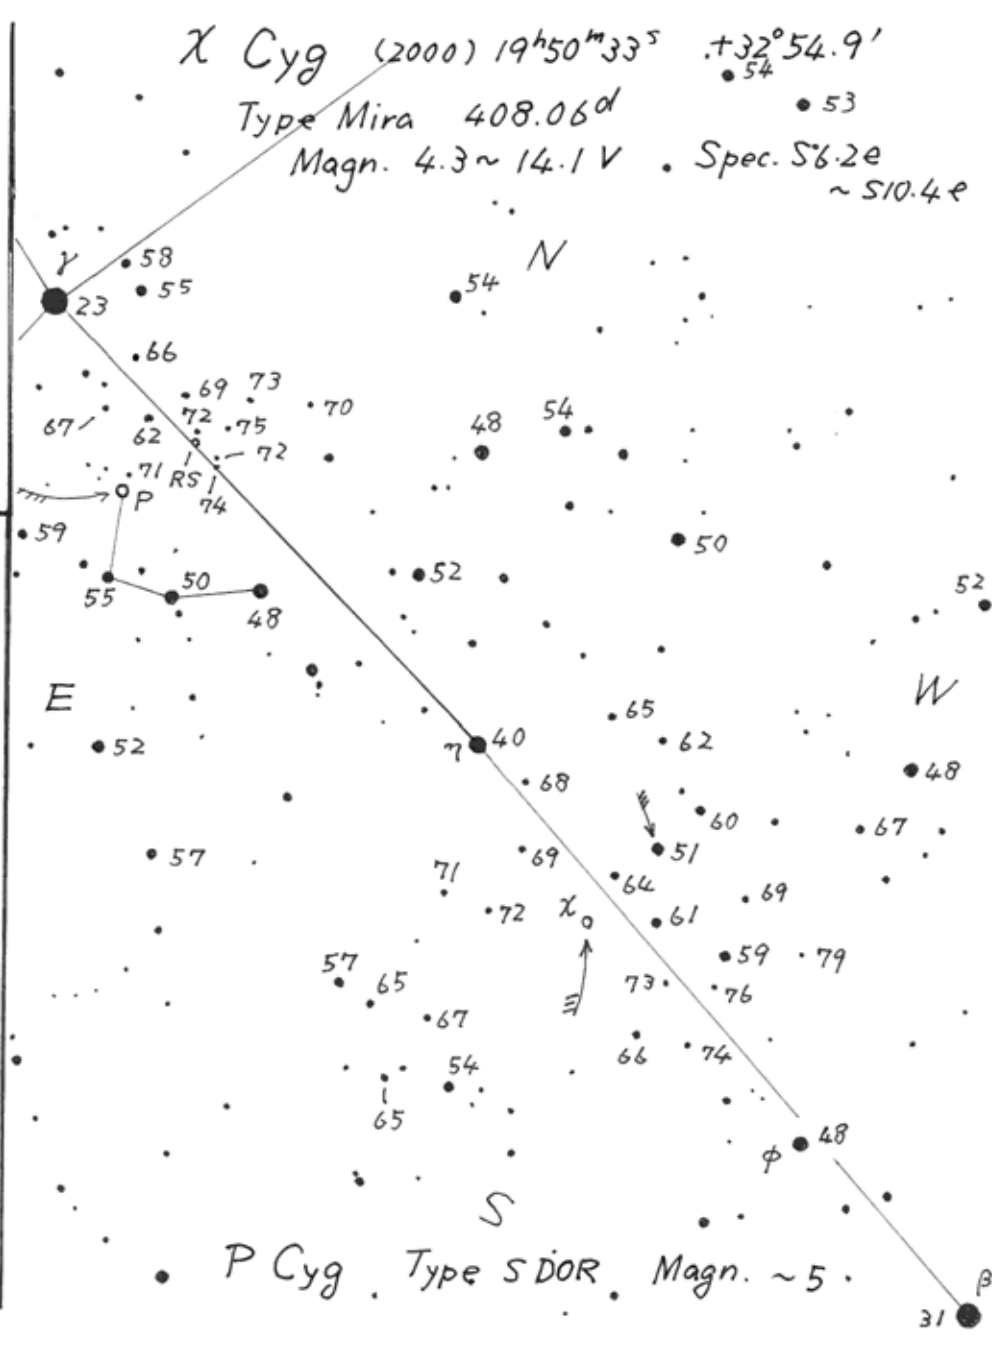 χ Cyg (2000) 19h50m33s +32°54.9'
54
53
Type Mira 408.06d
Magn. 4.3~14.1 V Spec. S6.2e
~S10.4e
N
γ
58
55
54
23
66
69 73
70
67
62 72 75
48 54
72
71 RS
74
P
59
50
52
55 50
48
52
E
W
65
η 40
62
52
48
68
60
67
57
69
51
71
64
69
72
χ
61
59 79
57
65
73 76
67
66 74
54
65
48
φ
S
P Cyg Type SDOR Magn. ~5
β
31